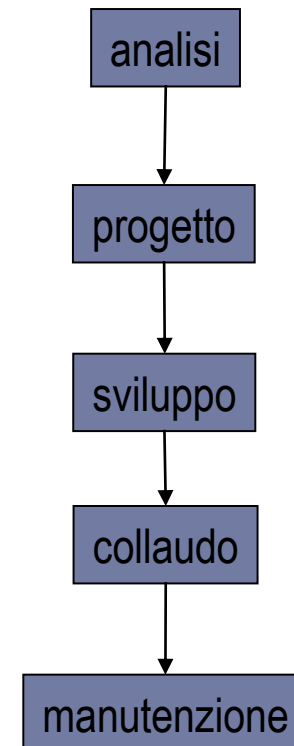 analisi
progetto
sviluppo
collaudo
manutenzione